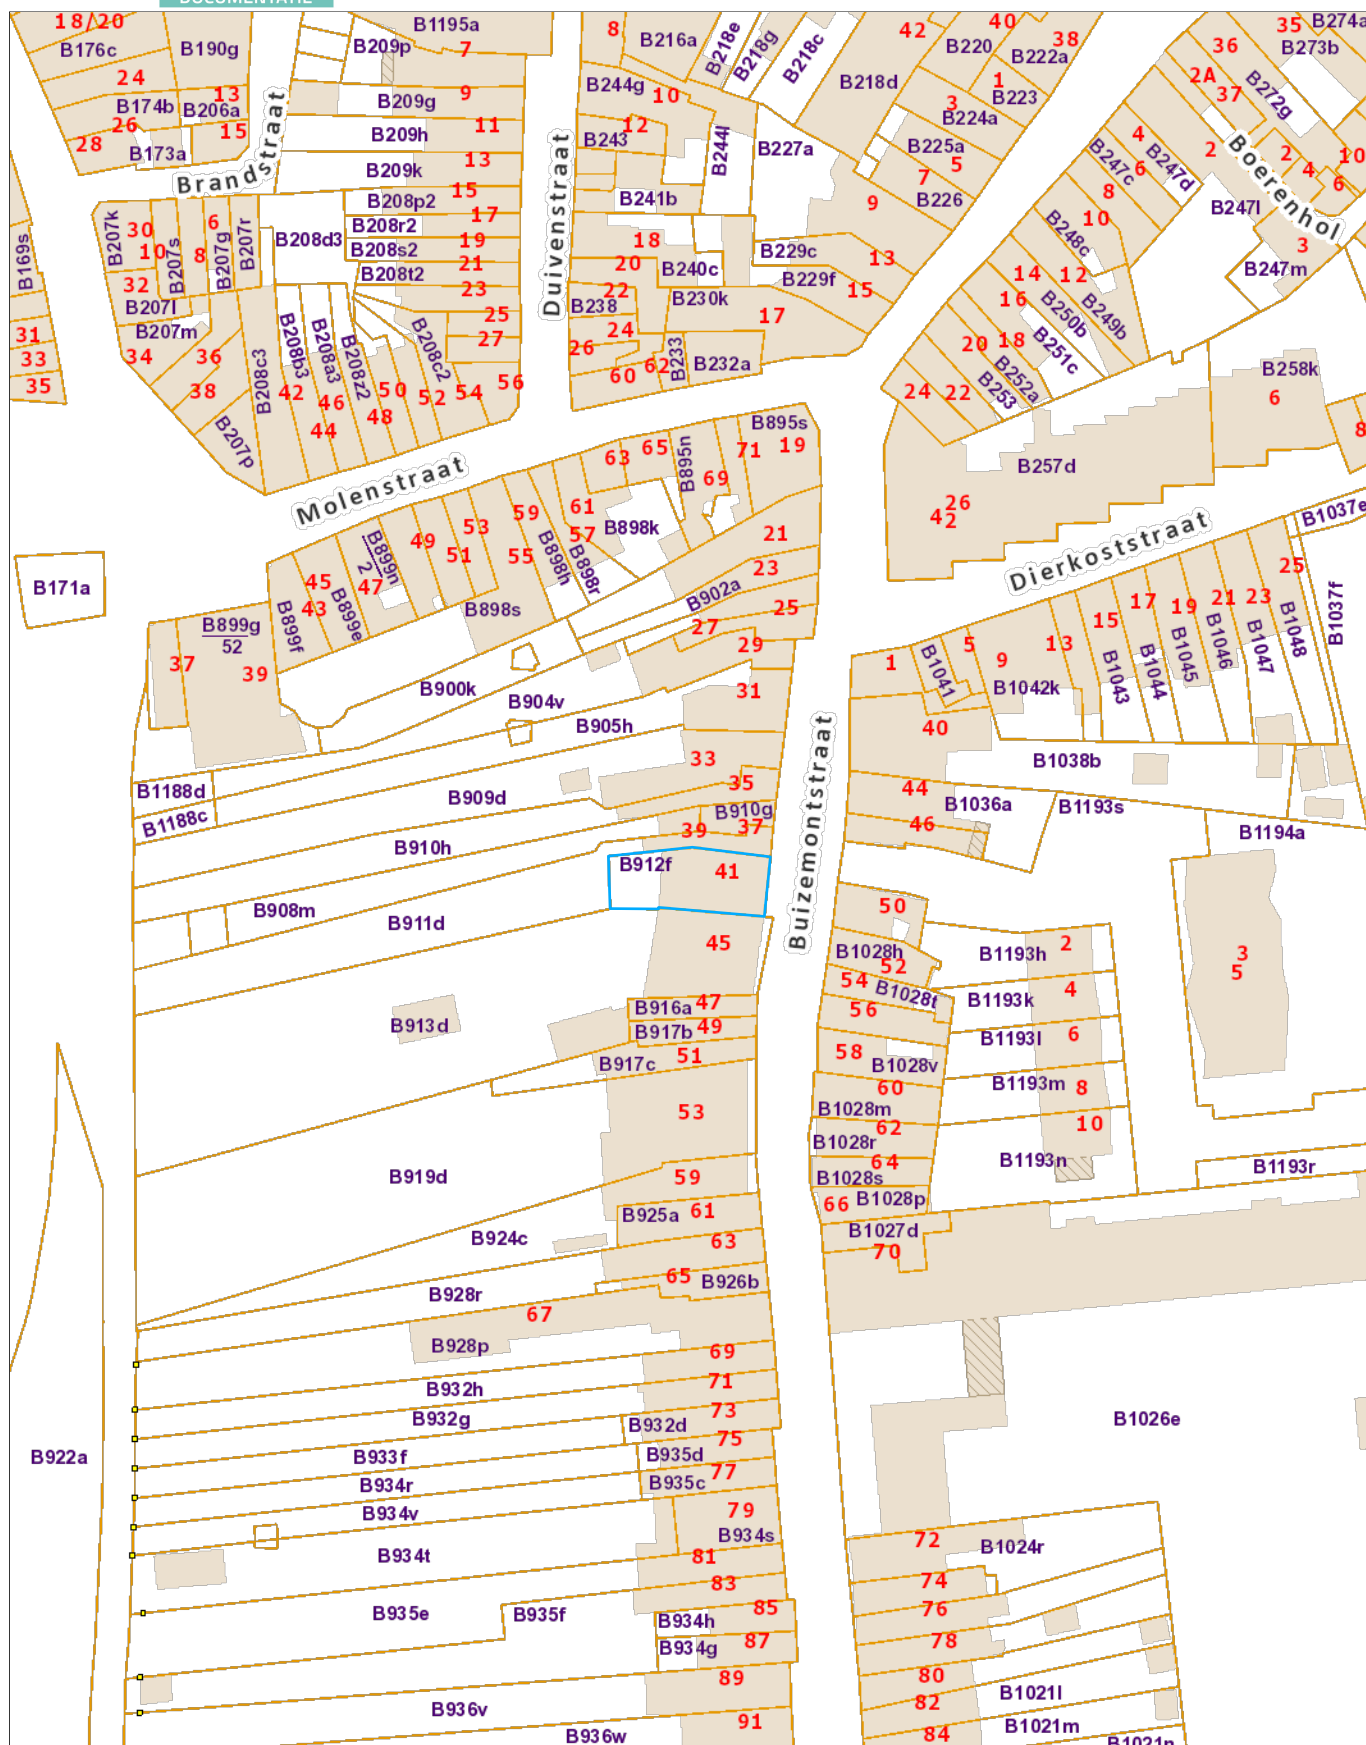 DOCUMENTATIE
18/20
B176c
B190g
24
13
B174b
B206a
26
15
28
B173a
Brandstraat
B1195a
7
B209p
9
B209g
B209h
11
B209k
13
15
B208p2
B208r2
17
B208s2
19
B208d3
B208t2
21
23
25
27
Duivenstraat
8
B216a
B218e
B218g
B218c
B244g
10
12
B243
B244l
B227a
B241b
18
20
B240c
22
B238
B230k
24
26
60
62
B233
B232a
17
B229c
B229f
13
15
9
42
40
B220
38
B222a
B218d
1
B223
3
B224a
B225a
5
7
B226
35
B274a
36
B273b
2A
37
B272g
Boerenhof
2
4
6
10
2
4
B247c
6
B247d
8
10
B248c
B247l
3
B247m
14
12
16
B250b
B249b
20
18
B251c
B252a
B253
24
22
B258k
6
8
B257d
26
42
Dierkoststraat
B1037e
B1037f
B169s
31
33
35
B207k
30
10
B207s
8
6
B207g
B207r
32
B207l
B207m
34
36
38
B207p
B208c3
B208b3
B208a3
B208z2
B208c2
42
46
44
50
48
52
54
56
Molenstraat
63
65
B895n
69
71
B895s
19
61
59
57
B898k
53
49
51
55
B898h
B898r
21
23
B902a
25
27
29
31
B899n
2
47
45
43
B899e
B899f
B898s
B171a
B899g
52
37
39
B900k
B904v
B905h
33
35
B1188d
B1188c
B909d
B910g
37
39
B910h
B912f
41
B908m
B911d
45
Buizemontstraat
B916a
47
B917b
49
51
B917c
B913d
53
B919d
59
B925a
61
63
B924c
65
B926b
B928r
67
B928p
69
71
B932h
B932g
73
B932d
75
B935d
B933f
77
B935c
B934r
79
B934v
B934s
B934t
81
83
B935e
B935f
85
B934h
87
B934g
89
B936v
91
B936w
B922a
1
B1041
5
9
B1042k
13
15
17
19
21
23
25
B1043
B1044
B1045
B1046
B1047
B1048
40
B1038b
44
B1036a
B1193s
46
B1194a
50
B1028h
52
54
B1028t
56
58
B1028v
60
B1028m
62
B1028r
64
B1028s
66
B1028p
B1027d
70
B1193h
2
B1193k
4
B1193l
6
B1193m
8
10
B1193n
3
5
B1193r
B1026e
72
B1024r
74
76
78
80
82
B1021l
84
B1021m
B1021n